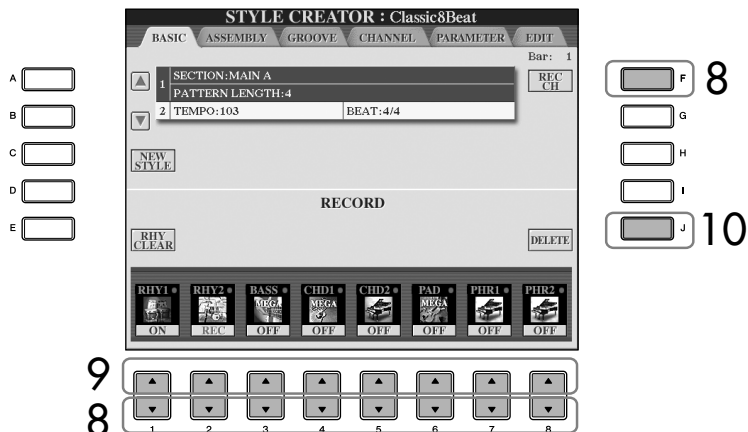 STYLE CREATOR : Classic8Beat
BASIC ASSEMBLY GROOVE CHANNEL PARAMETER EDIT
Bar: 1
A
1 SECTION:MAIN A
PATTERN LENGTH:4
REC CH
F 8
B
2 TEMPO:103 BEAT:4/4
G
C
NEW STYLE
H
D
I
RECORD
E
RHY CLEAR
DELETE
J 10
RHY1 RHY2 BASS CHD1 CHD2 PAD PHR1 PHR2
MEGA MEGA MEGA
ON REC OFF OFF OFF OFF OFF OFF
9
8
1 2 3 4 5 6 7 8